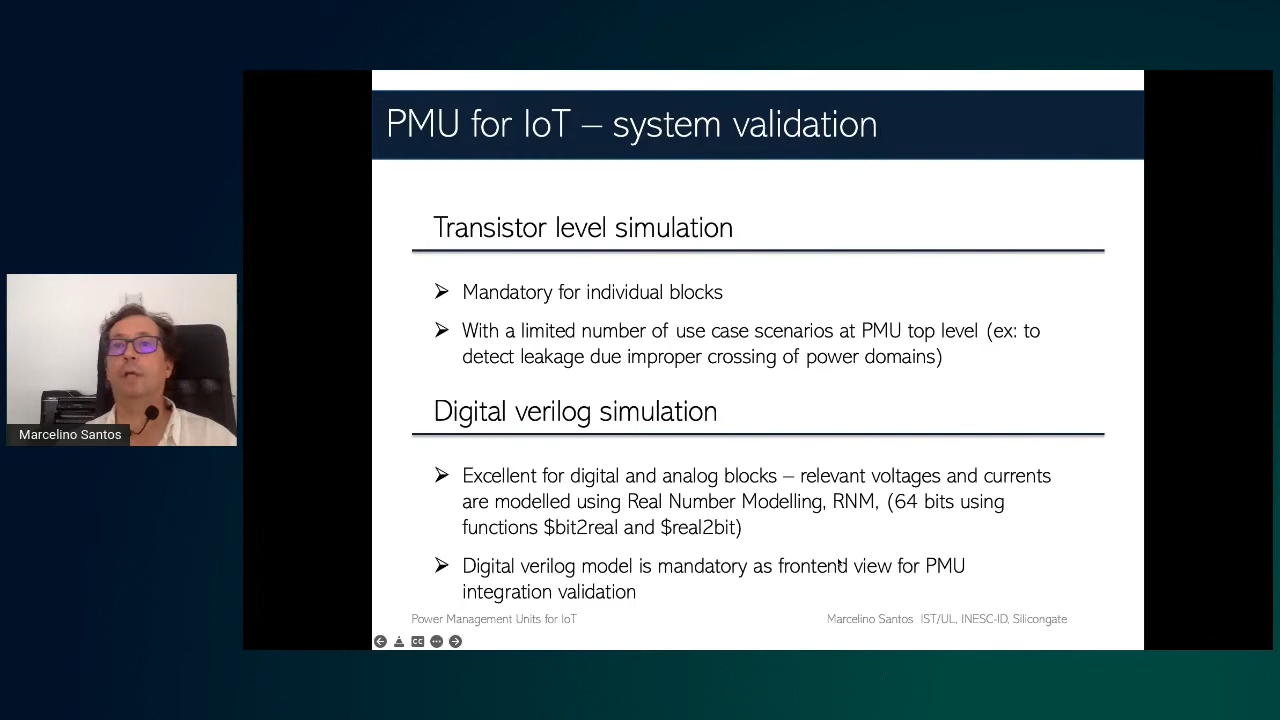 PMU for IoT – system validation
Transistor level simulation
➢ Mandatory for individual blocks
➢ With a limited number of use case scenarios at PMU top level (ex: to
detect leakage due improper crossing of power domains)
Digital verilog simulation
➢ Excellent for digital and analog blocks – relevant voltages and currents
are modelled using Real Number Modelling, RNM, (64 bits using
functions $bit2real and $real2bit)
➢ Digital verilog model is mandatory as frontend view for PMU
integration validation
Power Management Units for IoT
Marcelino Santos IST/UL, INESC-ID, Silicongate
CC
Marcelino Santos